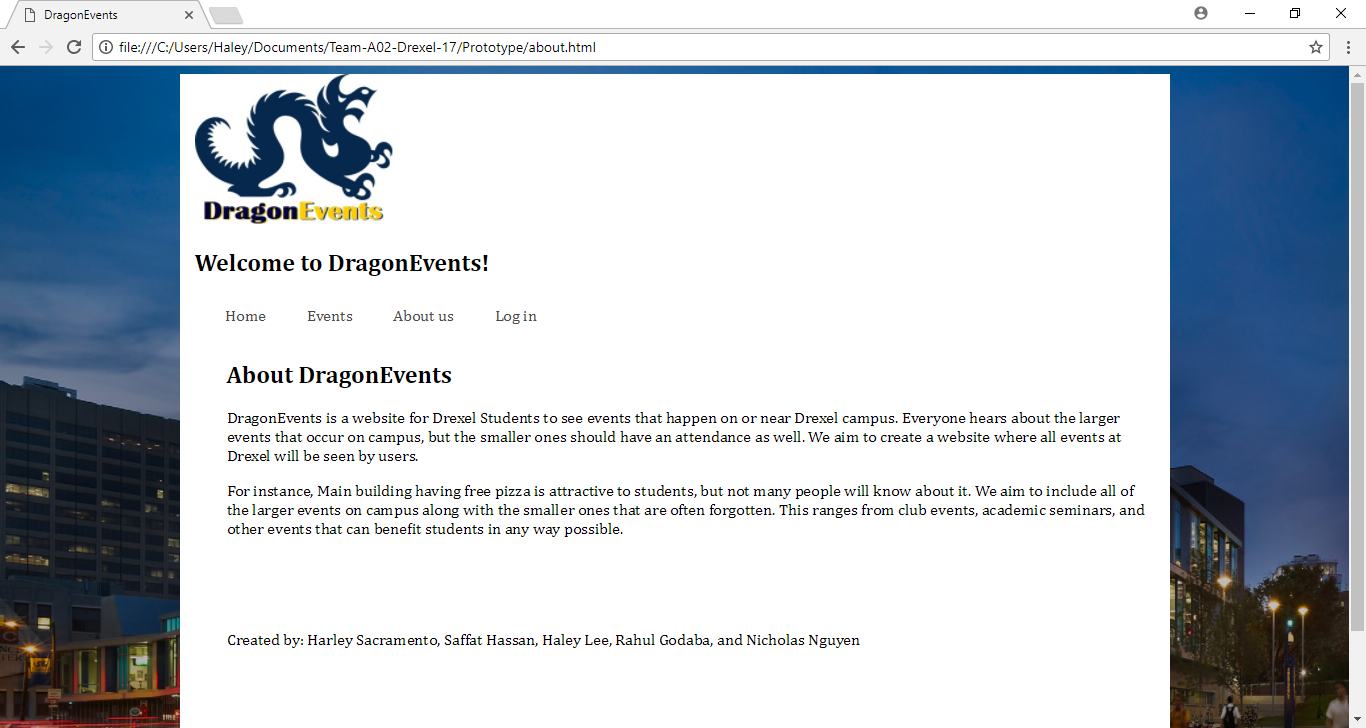 DragonEvents
file:///C:/Users/Haley/Documents/Team-A02-Drexel-17/Prototype/about.html
DragonEvents
Welcome to DragonEvents!
Home Events About us Log in
About DragonEvents
DragonEvents is a website for Drexel Students to see events that happen on or near Drexel campus. Everyone hears about the larger
events that occur on campus, but the smaller ones should have an attendance as well. We aim to create a website where all events at
Drexel will be seen by users.
For instance, Main building having free pizza is attractive to students, but not many people will know about it. We aim to include all of
the larger events on campus along with the smaller ones that are often forgotten. This ranges from club events, academic seminars, and
other events that can benefit students in any way possible.
Created by: Harley Sacramento, Saffat Hassan, Haley Lee, Rahul Godaba, and Nicholas Nguyen